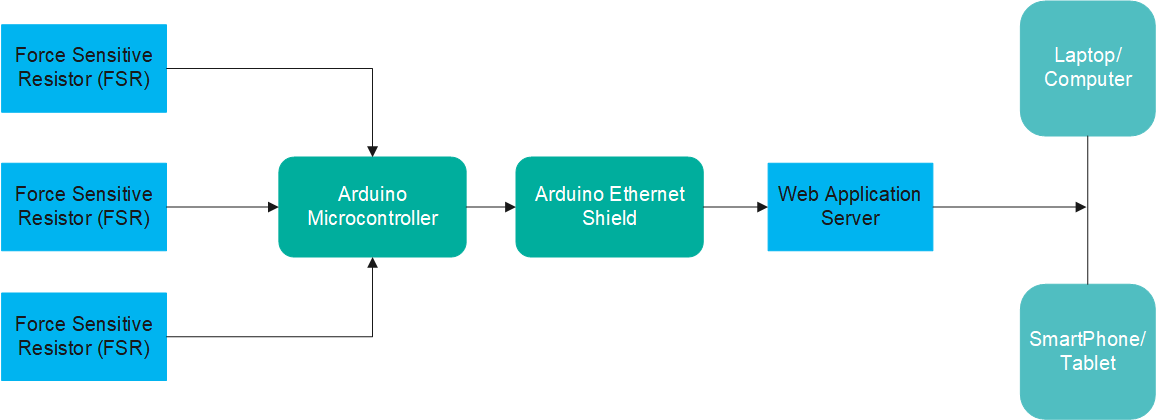 Force Sensitive
Resistor (FSR)
Force Sensitive
Resistor (FSR)
Force Sensitive
Resistor (FSR)
Arduino
Microcontroller
Arduino Ethernet
Shield
Web Application
Server
Laptop/
Computer
SmartPhone/
Tablet